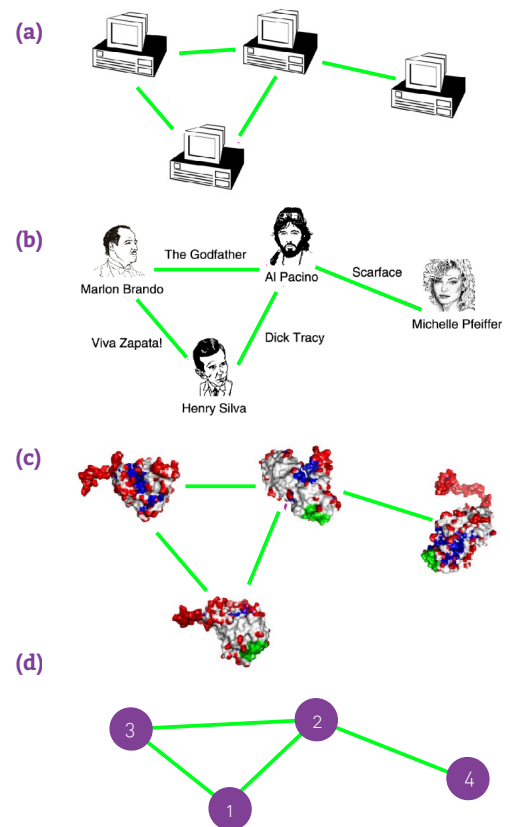 (a)
(b)
The Godfather
Al Pacino
Scarface
Marlon Brando
Michelle Pfeiffer
Viva Zapata!
Dick Tracy
Henry Silva
(c)
(d)
3
2
4
1